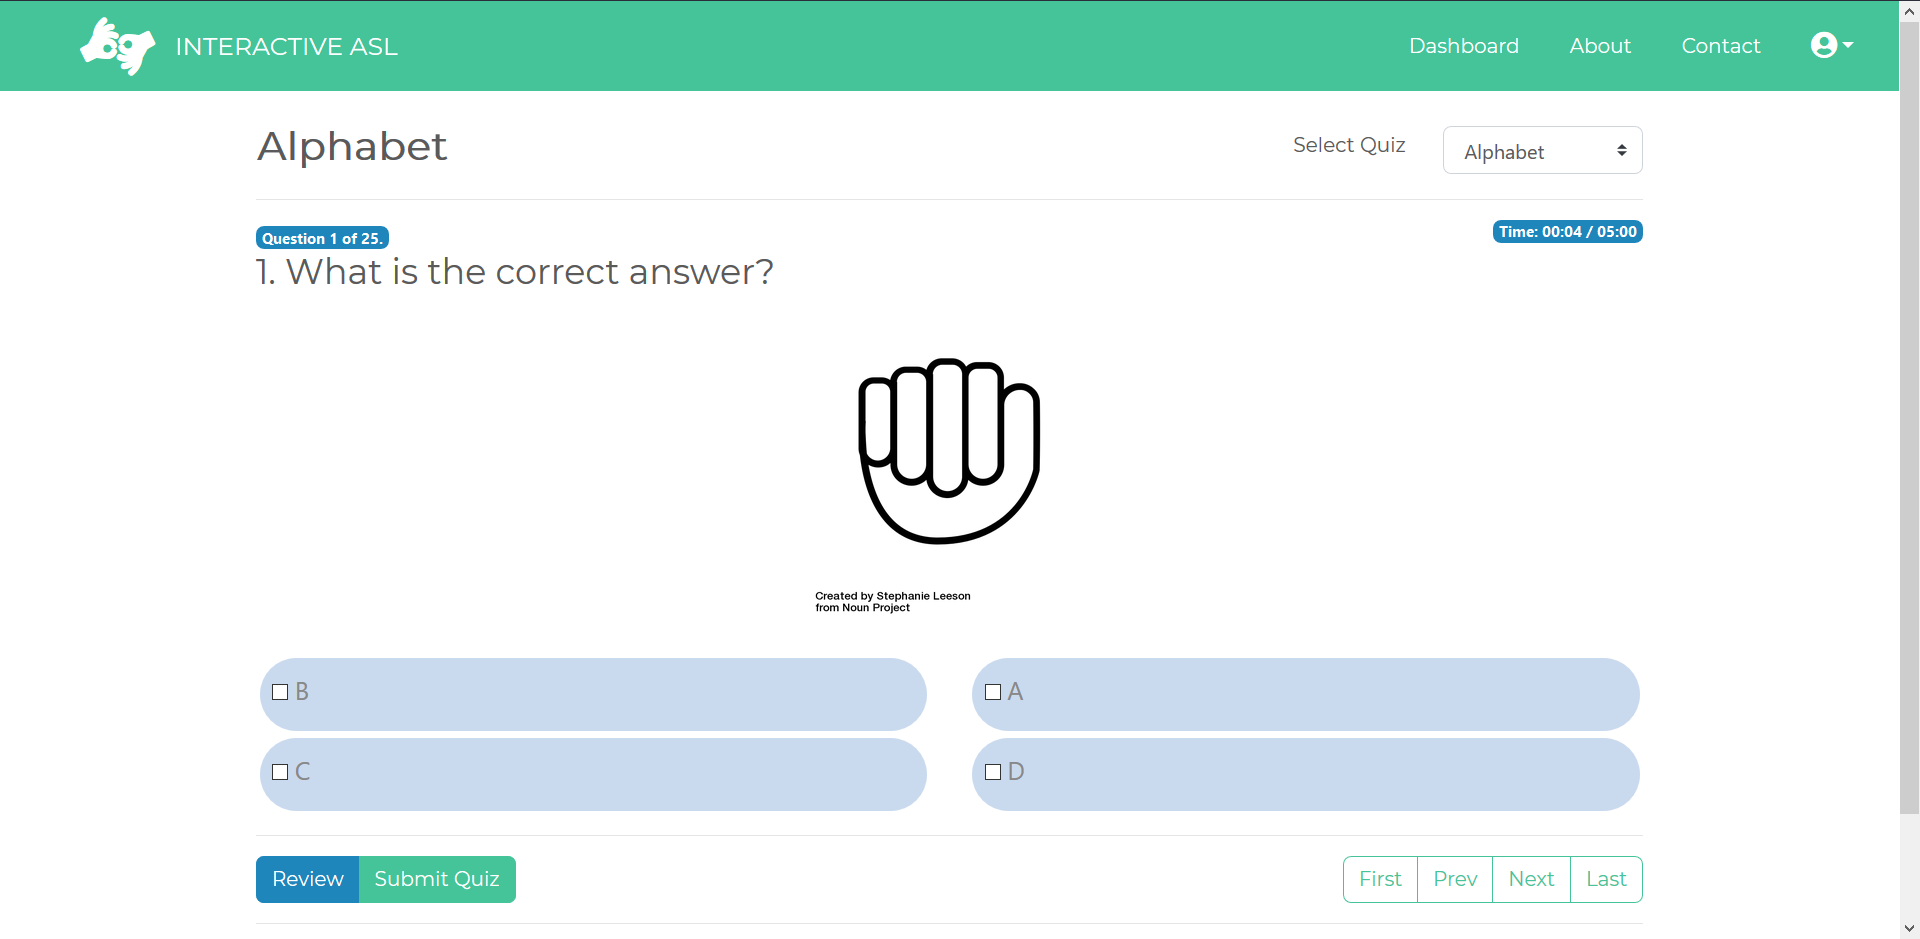 INTERACTIVE ASL
Dashboard
About
Contact
Alphabet
Select Quiz
Alphabet
Question 1 of 25.
Time: 00:04 / 05:00
1. What is the correct answer?
Created by Stephanie Leeson
from Noun Project
B
A
C
D
Review
Submit Quiz
First
Prev
Next
Last